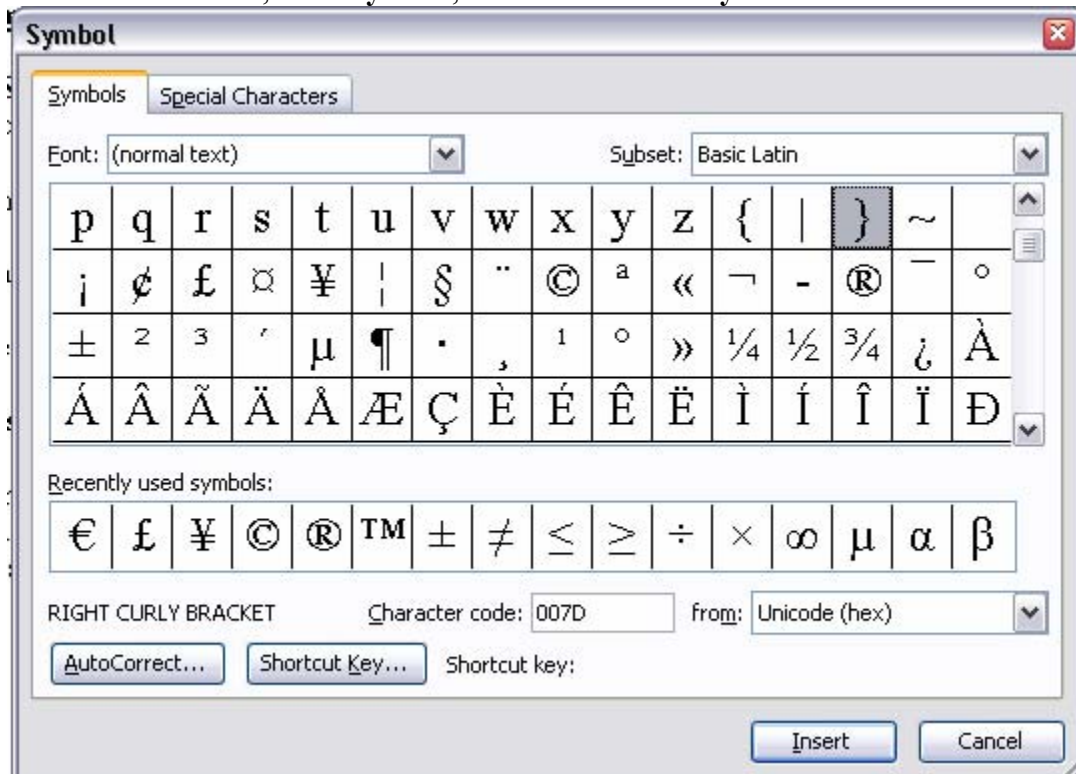 Symbol
Symbols Special Characters
Font: (normal text) Subset: Basic Latin
p q r s t u v w x y z { | } ~
¡ ¢ £ ¤ ¥ ¦ § ¨ © ª « ¬ - ® ¯ °
± ² ³ ´ µ ¶ · ¸ ¹ º » ¼ ½ ¾ ¿ À
Á Â Ã Ä Å Æ Ç È É Ê Ë Ì Í Î Ï Ð
Recently used symbols:
€ £ ¥ © ® ™ ± ≠ ≤ ≥ ÷ × ∞ µ α β
RIGHT CURLY BRACKET Character code: 007D from: Unicode (hex)
AutoCorrect... Shortcut Key... Shortcut key:
Insert Cancel